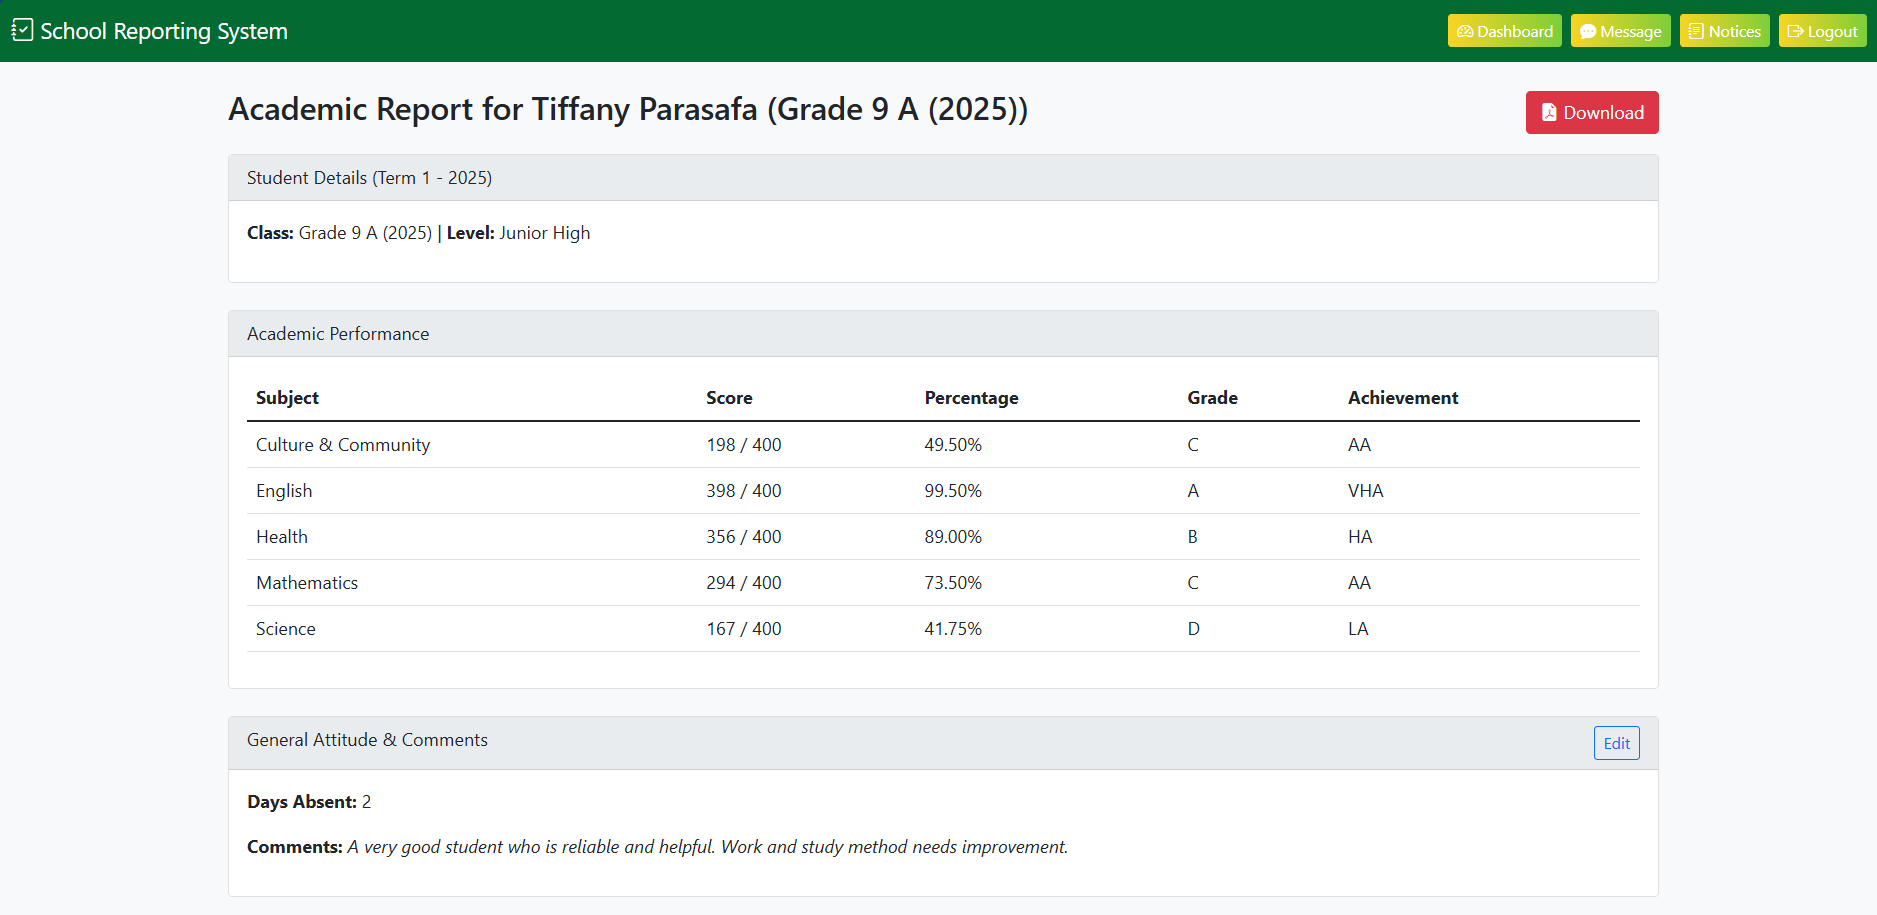 School Reporting System
Dashboard Message Notices Logout
Academic Report for Tiffany Parasafa (Grade 9 A (2025))
Download
Student Details (Term 1 - 2025)
Class: Grade 9 A (2025) | Level: Junior High
Academic Performance
Subject Score Percentage Grade Achievement
Culture & Community 198 / 400 49.50% C AA
English 398 / 400 99.50% A VHA
Health 356 / 400 89.00% B HA
Mathematics 294 / 400 73.50% C AA
Science 167 / 400 41.75% D LA
General Attitude & Comments
Edit
Days Absent: 2
Comments: A very good student who is reliable and helpful. Work and study method needs improvement.